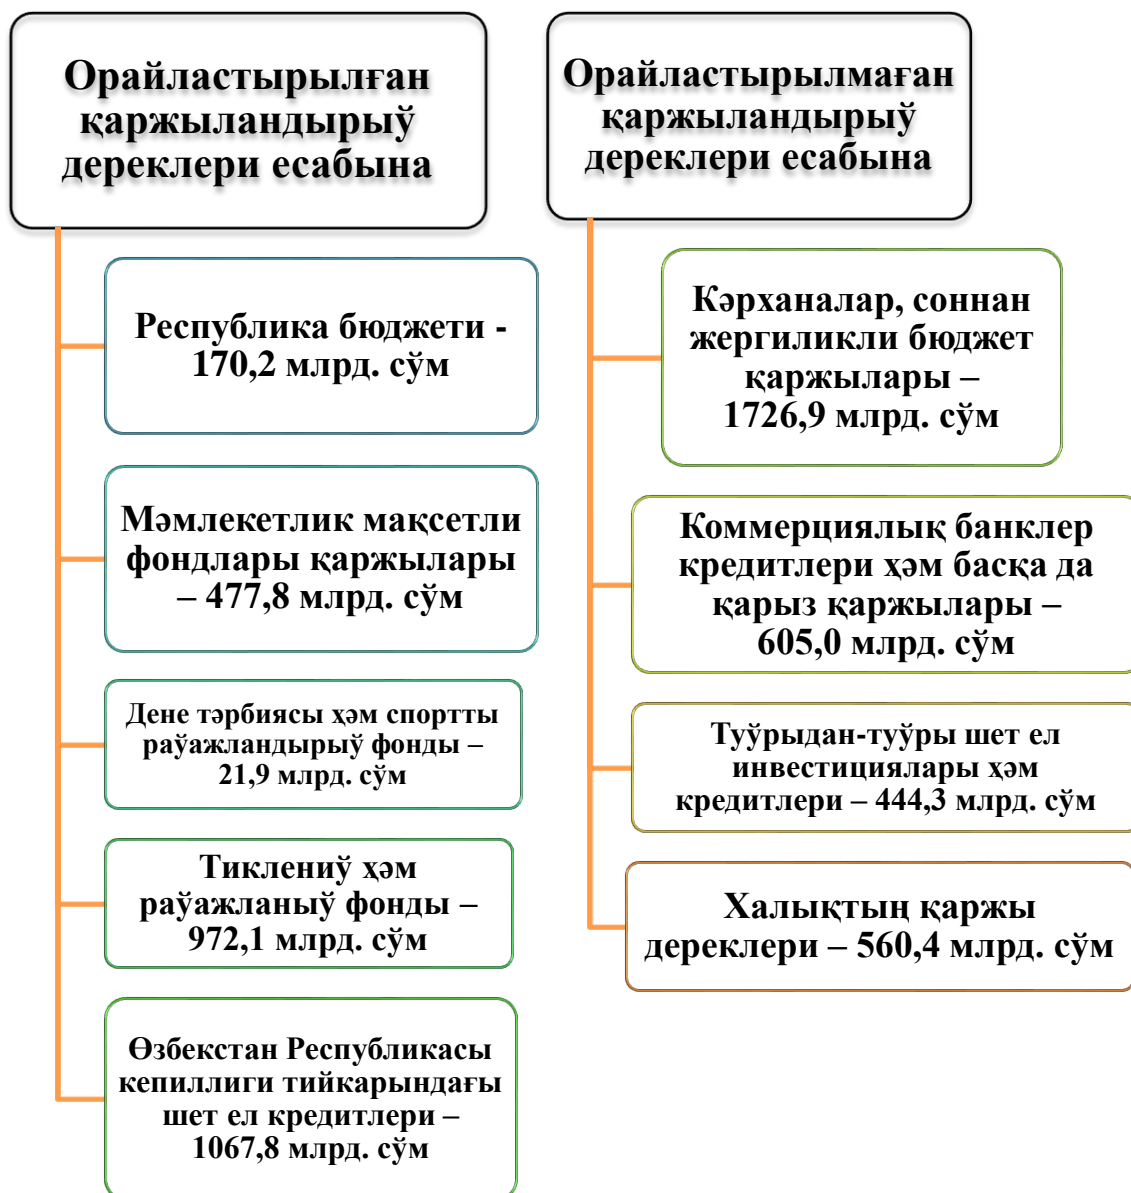 Орайластырылған
қаржыландырыў
дереклери есабына
Республика бюджети -
170,2 млрд. сўм
Мәмлекетлик мақсетли
фондлары қаржылары
– 477,8 млрд. сўм
Дене тәрбиясы ҳәм спортты
раўажландырыў фонды –
21,9 млрд. сўм
Тиклениў ҳәм
раўажланыў фонды –
972,1 млрд. сўм
Өзбекстан Республикасы
кепиллиги тийкарындағы
шет ел кредитлери –
1067,8 млрд. сўм
Орайластырылмаған
қаржыландырыў
дереклери есабына
Кәрханалар, соннан
жергиликли бюджет
қаржылары –
1726,9 млрд. сўм
Коммерциялық банклер
кредитлери ҳәм басқа да
қарыз қаржылары –
605,0 млрд. сўм
Туўрыдан-туўры шет ел
инвестициялары ҳәм
кредитлери – 444,3 млрд. сўм
Халықтың қаржы
дереклери – 560,4 млрд. сўм